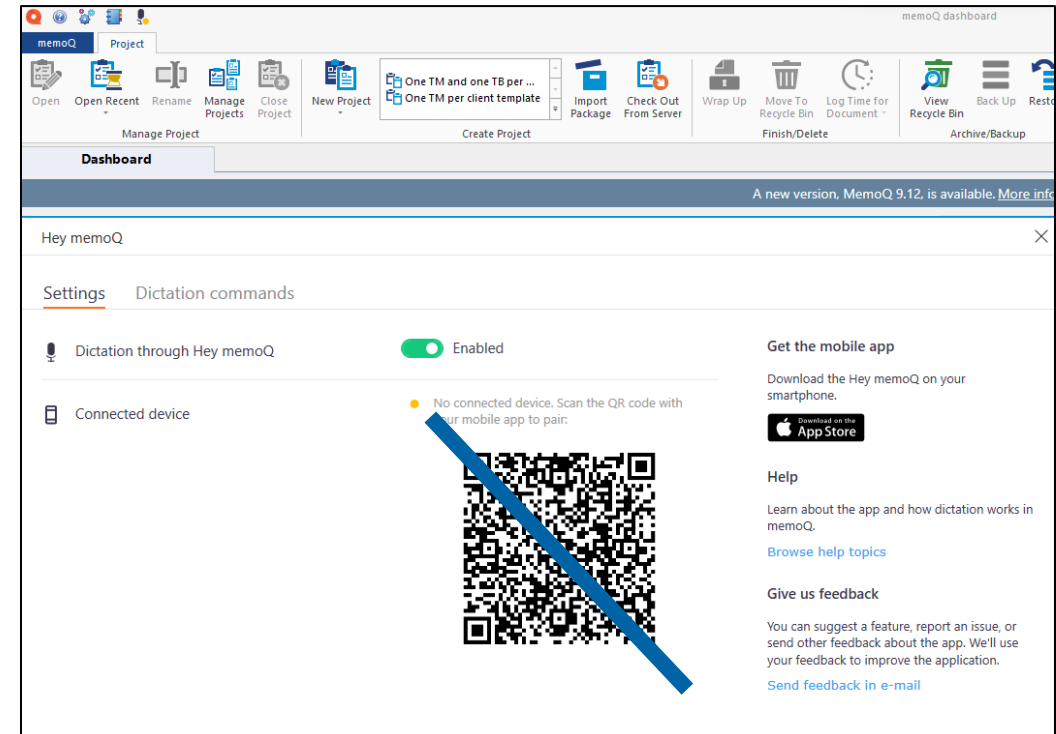 memoQ dashboard
memoQ Project
Open
Open Recent
Rename
Manage
Projects
Close
Project
Manage Project
New Project
One TM and one TB per ...
One TM per client template
Import
Package
Check Out
From Server
Create Project
Wrap Up
Move To
Recycle Bin
Log Time for
Document
Finish/Delete
View
Recycle Bin
Back Up
Resto
Archive/Backup
Dashboard
A new version, MemoQ 9.12, is available. More info
Hey memoQ
Settings Dictation commands
Dictation through Hey memoQ
Enabled
Connected device
No connected device. Scan the QR code with
your mobile app to pair:
Get the mobile app
Download the Hey memoQ on your
smartphone.
Download on the
App Store
Help
Learn about the app and how dictation works in
memoQ.
Browse help topics
Give us feedback
You can suggest a feature, report an issue, or
send other feedback about the app. We'll use
your feedback to improve the application.
Send feedback in e-mail